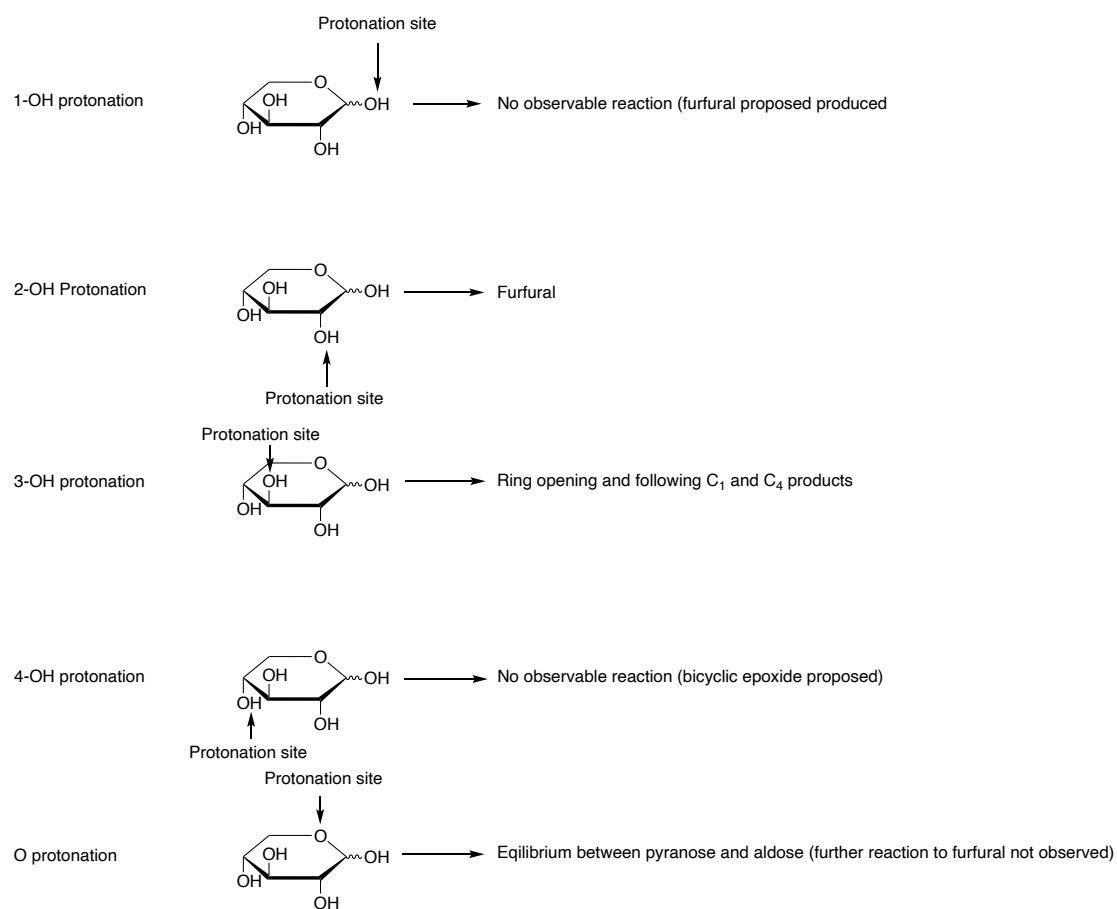 Protonation site
1-OH protonation
O
OH
OH
OH
OH
No observable reaction (furfural proposed produced
2-OH Protonation
O
OH
OH
OH
OH
Furfural
Protonation site
Protonation site
3-OH protonation
O
OH
OH
OH
OH
Ring opening and following C₁ and C₄ products
4-OH protonation
O
OH
OH
OH
OH
No observable reaction (bicyclic epoxide proposed)
Protonation site
Protonation site
O protonation
O
OH
OH
OH
OH
Eqilibrium between pyranose and aldose (further reaction to furfural not observed)